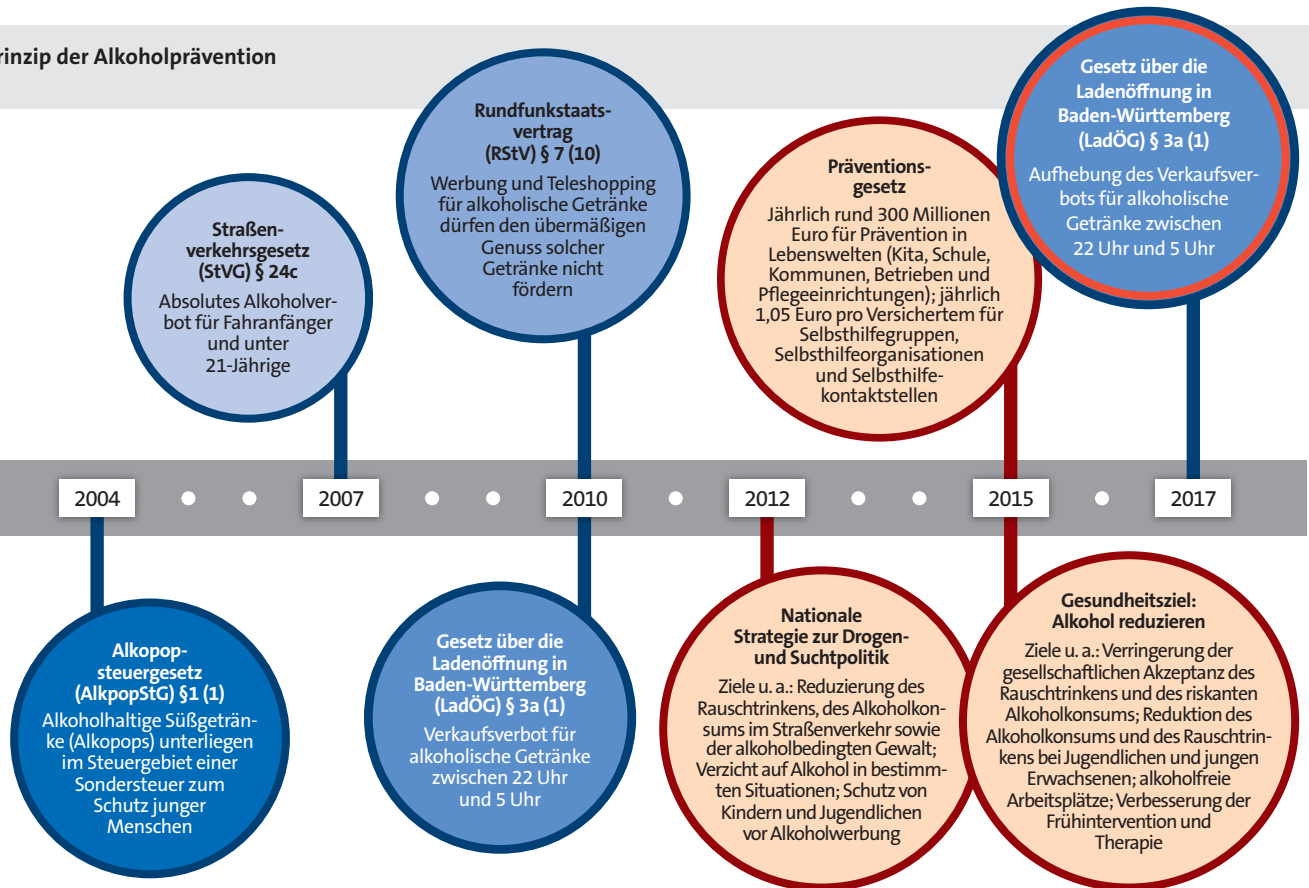 rinzip der Alkoholprävention
Straßen-
verkehrsgesetz
(StVG) § 24c
Absolutes Alkoholver-
bot für Fahranfänger
und unter
21-Jährige
Rundfunkstaats-
vertrag
(RStV) § 7 (10)
Werbung und Teleshopping
für alkoholische Getränke
dürfen den übermäßigen
Genuss solcher
Getränke nicht
fördern
Präventions-
gesetz
Jährlich rund 300 Millionen
Euro für Prävention in
Lebenswelten (Kita, Schule,
Kommunen, Betrieben und
Pflegeeinrichtungen); jährlich
1,05 Euro pro Versichertem für
Selbsthilfegruppen,
Selbsthilfeorganisationen
und Selbsthilfe-
kontaktstellen
Gesetz über die
Ladenöffnung in
Baden-Württemberg
(LadÖG) § 3a (1)
Aufhebung des Verkaufsver-
bots für alkoholische
Getränke zwischen
22 Uhr und 5 Uhr
2004
2007
2010
2012
2015
2017
Alkopop-
steuergesetz
(AlkpopStG) §1 (1)
Alkoholhaltige Süßgeträn-
ke (Alkopops) unterliegen
im Steuergebiet einer
Sondersteuer zum
Schutz junger
Menschen
Gesetz über die
Ladenöffnung in
Baden-Württemberg
(LadÖG) § 3a (1)
Verkaufsverbot für
alkoholische Getränke
zwischen 22 Uhr
und 5 Uhr
Nationale
Strategie zur Drogen-
und Suchtpolitik
Ziele u. a.: Reduzierung des
Rauschtrinkens, des Alkoholkon-
sums im Straßenverkehr sowie
der alkoholbedingten Gewalt;
Verzicht auf Alkohol in bestimm-
ten Situationen; Schutz von
Kindern und Jugendlichen
vor Alkoholwerbung
Gesundheitsziel:
Alkohol reduzieren
Ziele u. a.: Verringerung der
gesellschaftlichen Akzeptanz des
Rauschtrinkens und des riskanten
Alkoholkonsums; Reduktion des
Alkoholkonsums und des Rauschtrin-
kens bei Jugendlichen und jungen
Erwachsenen; alkoholfreie
Arbeitsplätze; Verbesserung der
Frühintervention und
Therapie